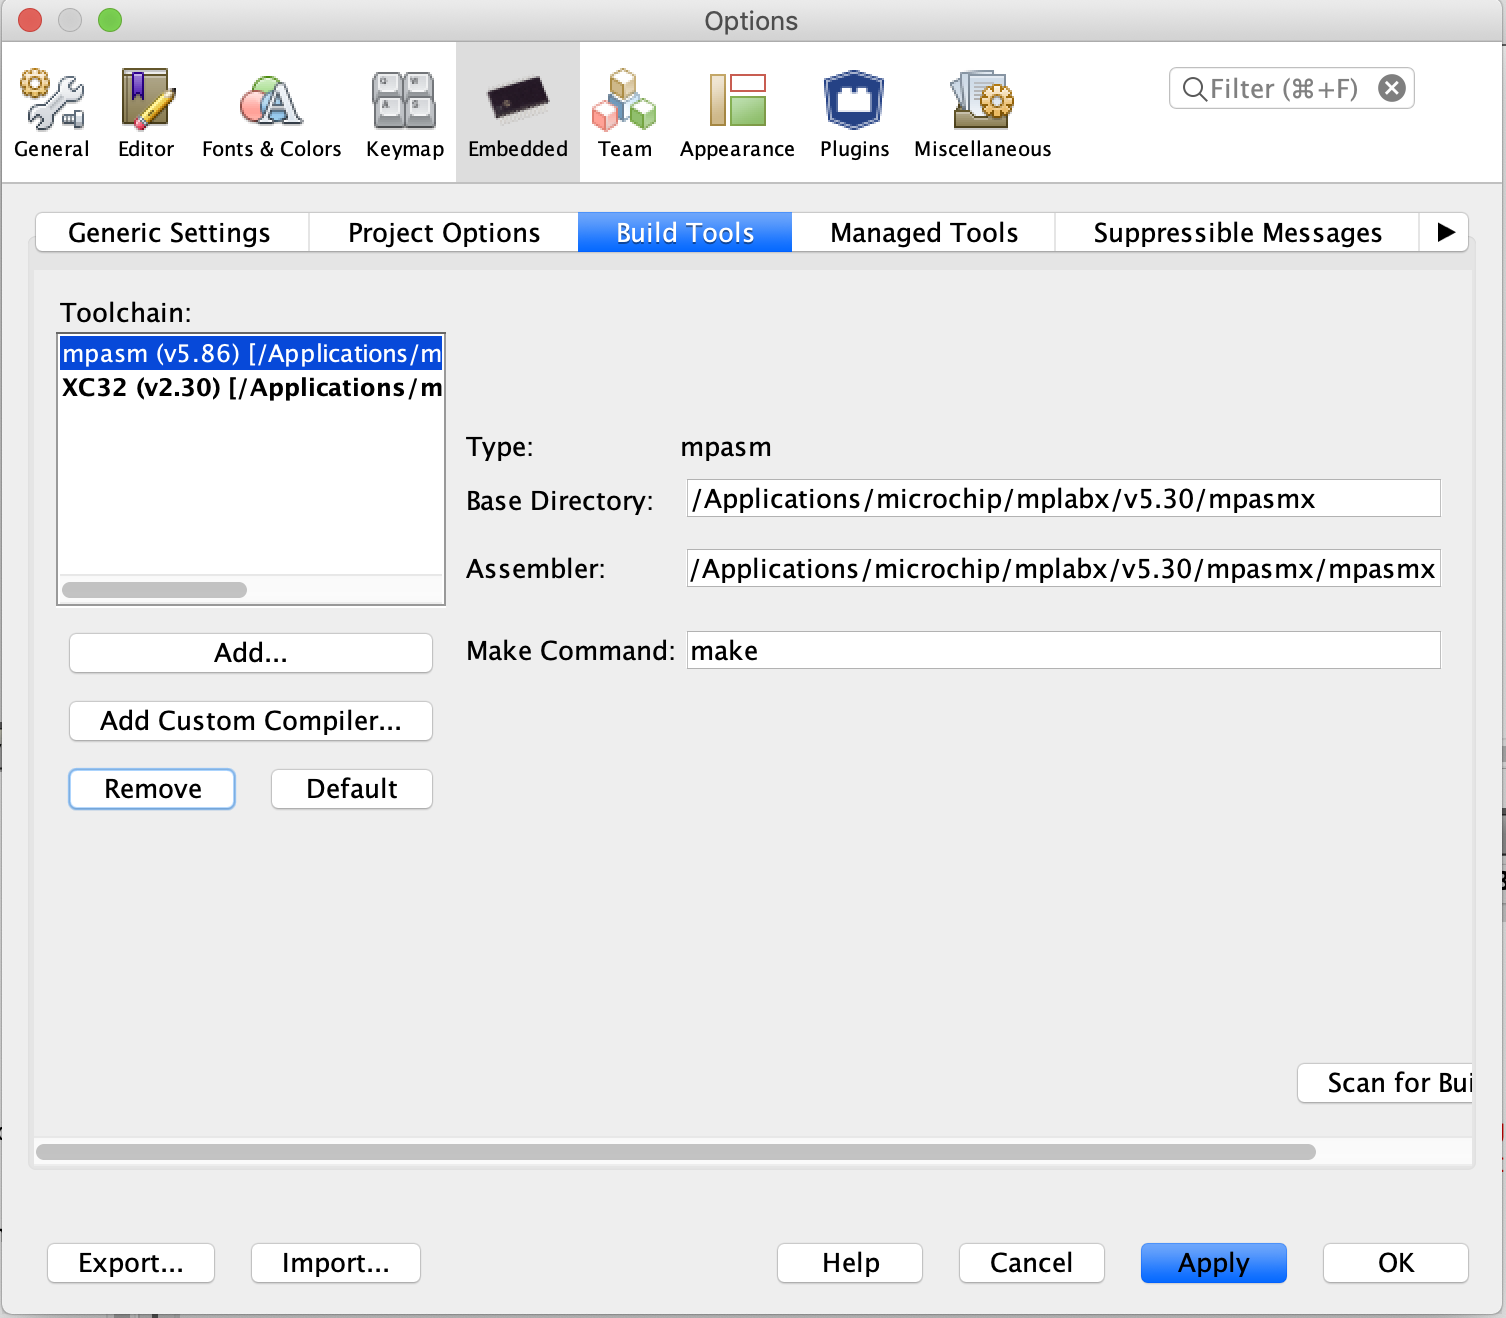 Options
General Editor Fonts & Colors Keymap Embedded Team Appearance Plugins Miscellaneous
Filter (⌘+F)
Generic Settings Project Options Build Tools Managed Tools Suppressible Messages
Toolchain:
mpasm (v5.86) [/Applications/m
XC32 (v2.30) [/Applications/m
Type: mpasm
Base Directory: /Applications/microchip/mplabx/v5.30/mpasmx
Assembler: /Applications/microchip/mplabx/v5.30/mpasmx/mpasmx
Make Command: make
Add...
Add Custom Compiler...
Remove Default
Scan for Bui
Export... Import... Help Cancel Apply OK